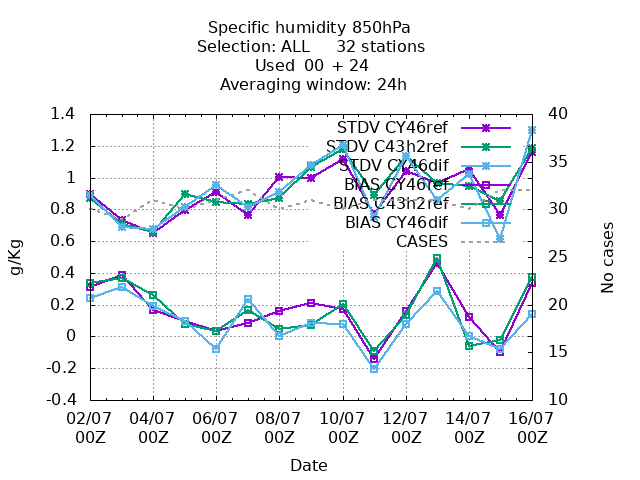 Specific humidity 850hPa
Selection: ALL 32 stations
Used 00 + 24
Averaging window: 24h
1.4
1.2
1
0.8
0.6
0.4
0.2
0
-0.2
-0.4
g/Kg
STDV CY46ref
STDV C43h2ref
STDV CY46dif
BIAS CY46ref
BIAS C43h2ref
BIAS CY46dif
CASES
40
35
30
25
20
15
10
No cases
02/07 04/07 06/07 08/07 10/07 12/07 14/07 16/07
00Z 00Z 00Z 00Z 00Z 00Z 00Z 00Z
Date